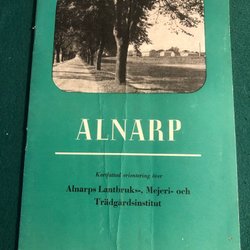 ALNARP
Kortfattad orientering över
Alnarps Lantbruks-, Mejeri- och
Trädgårdsinstitut